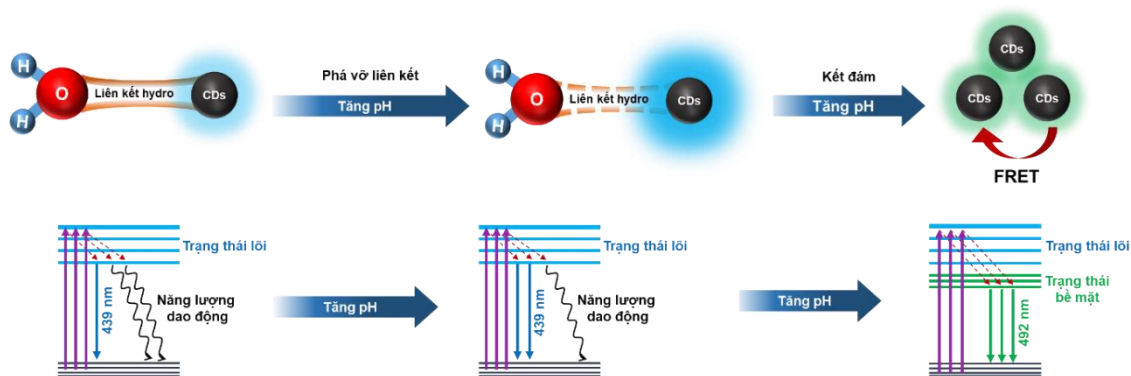 H
O
H
Liên kết hydro
CDs
Phá vỡ liên kết
Tăng pH
H
O
H
Liên kết hydro
CDs
Kết đám
Tăng pH
CDs
CDs
CDs
FRET
Trạng thái lõi
439 nm
Năng lượng
dao động
Tăng pH
Trạng thái lõi
439 nm
Năng lượng
dao động
Tăng pH
Trạng thái lõi
Trạng thái
bề mặt
492 nm